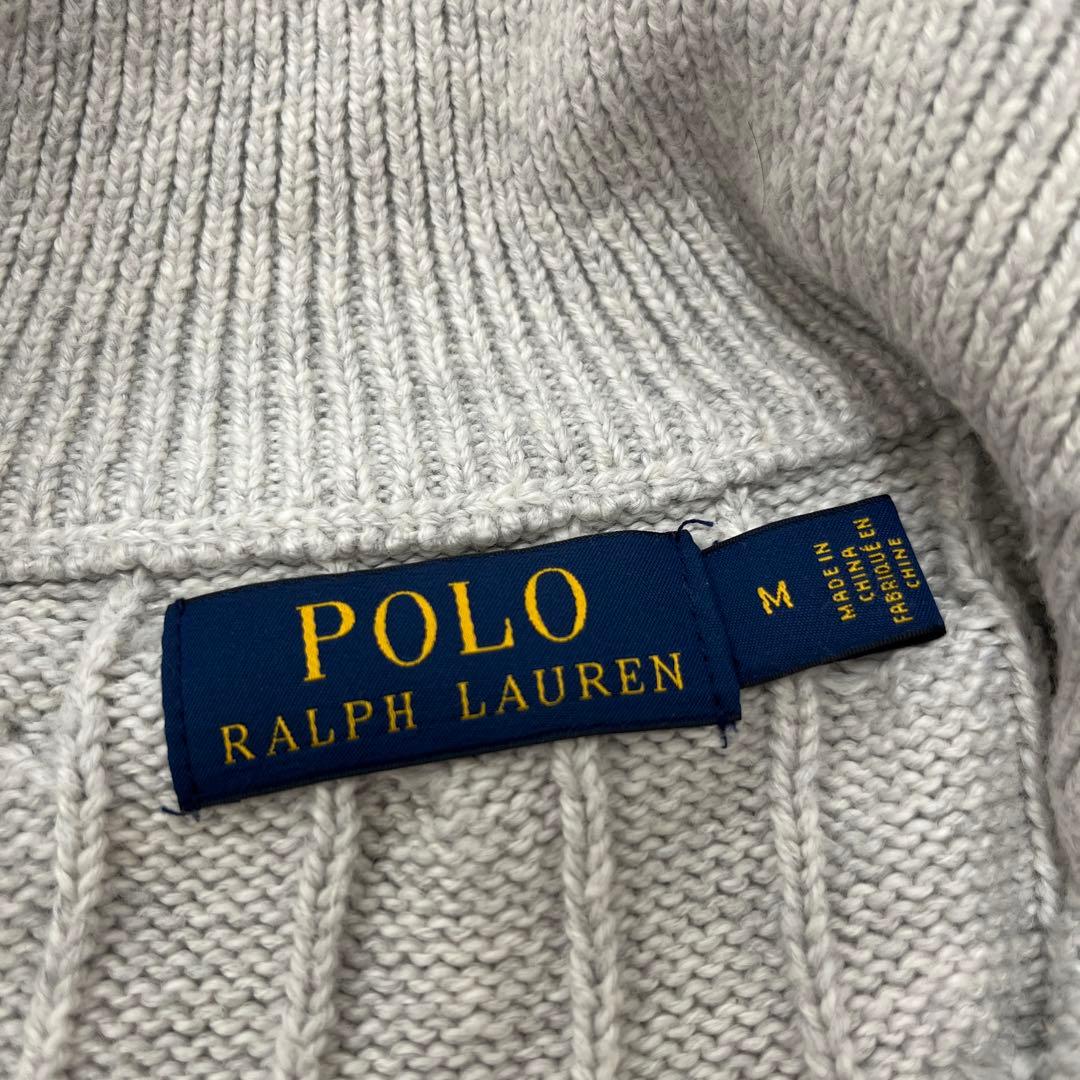 POLO
RALPH LAUREN
M
MADE IN
CHINA
FABRIQUÉ EN
CHINE